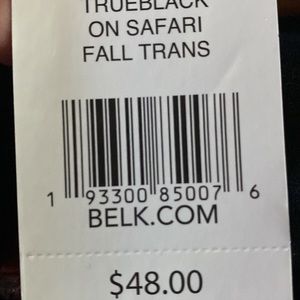 TRUEBLACK
ON SAFARI
FALL TRANS
1 93300 85007 6
BELK.COM
$48.00